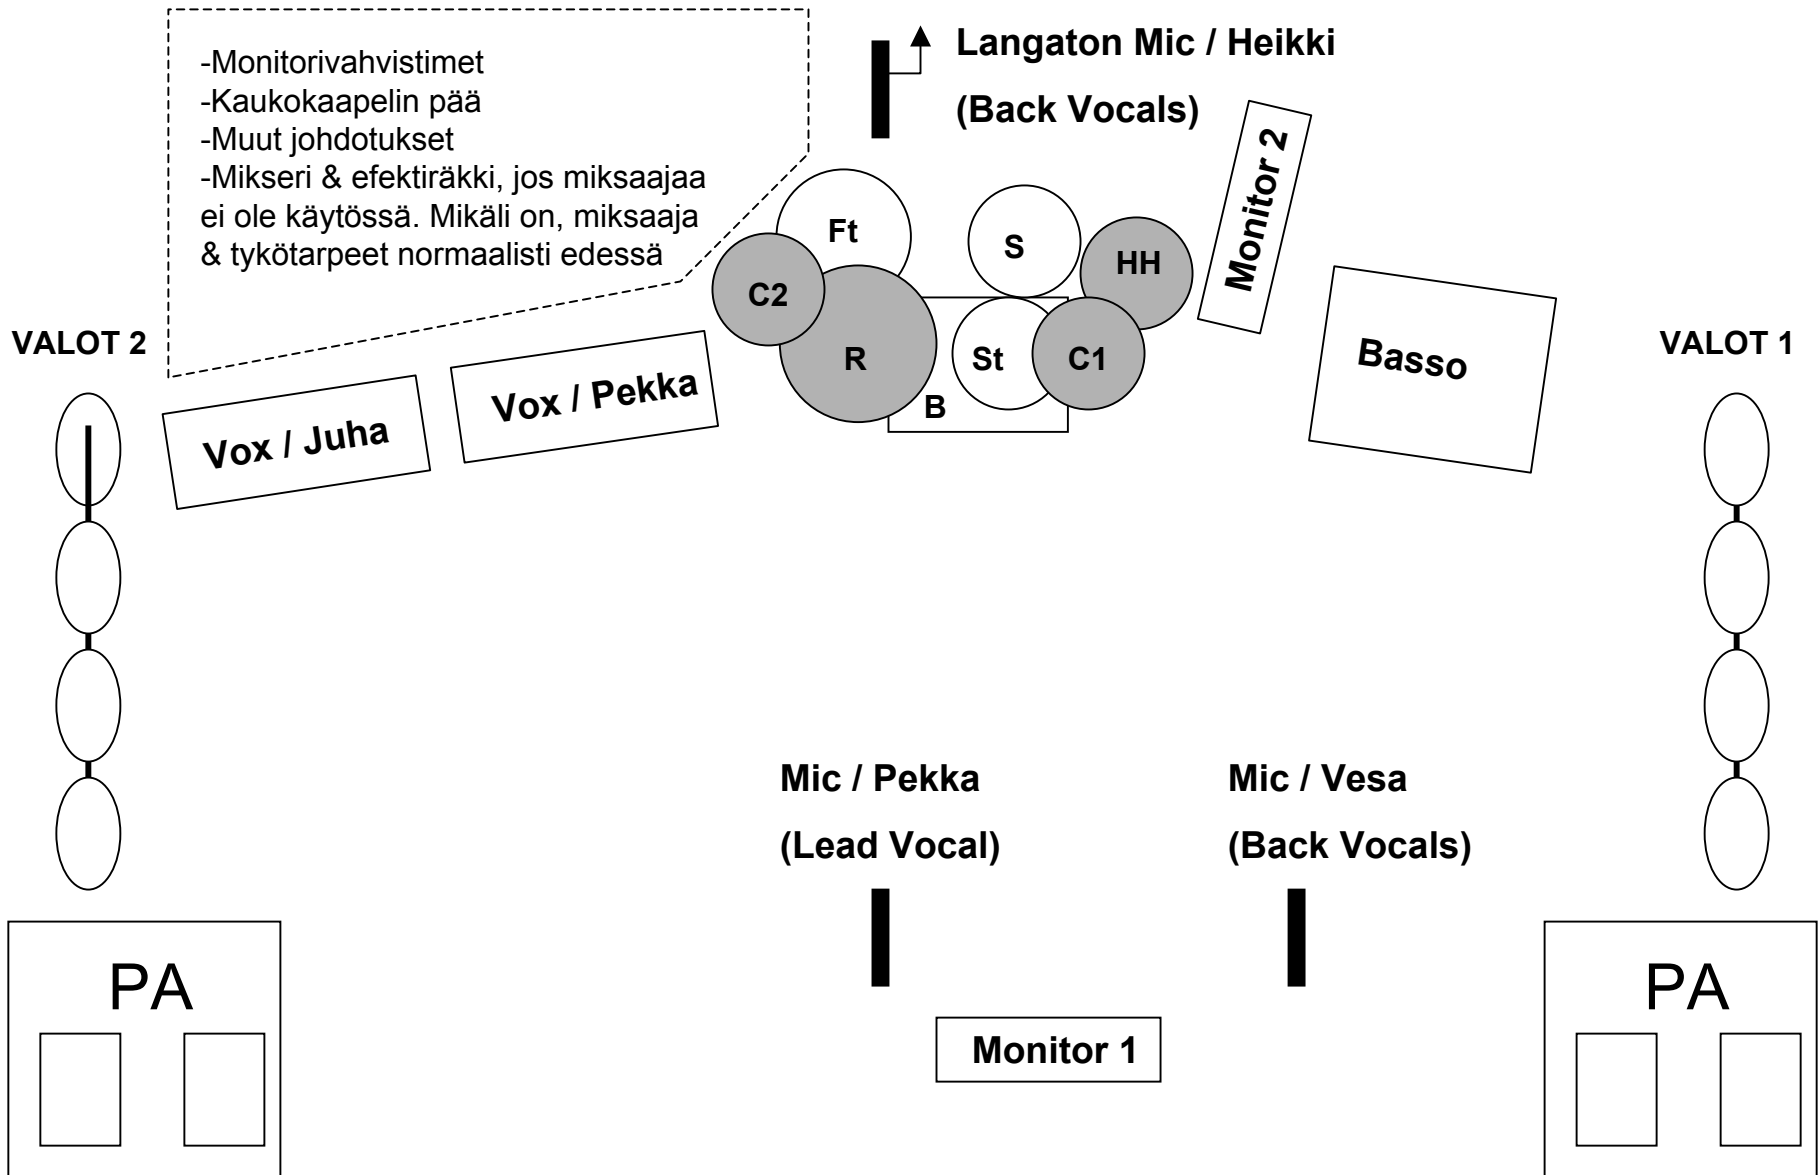 -Monitorivahvistimet
-Kaukokaapelin pää
-Muut johdotukset
-Mikseri & efektiräkki, jos miksaajaa
ei ole käytössä. Mikäli on, miksaaja
& tykötarpeet normaalisti edessä
Langaton Mic / Heikki
(Back Vocals)
Monitor 2
Ft
S
HH
C2
R
St
C1
B
Basso
VALOT 2
VALOT 1
Vox / Juha
Vox / Pekka
Mic / Pekka
(Lead Vocal)
Mic / Vesa
(Back Vocals)
PA
Monitor 1
PA